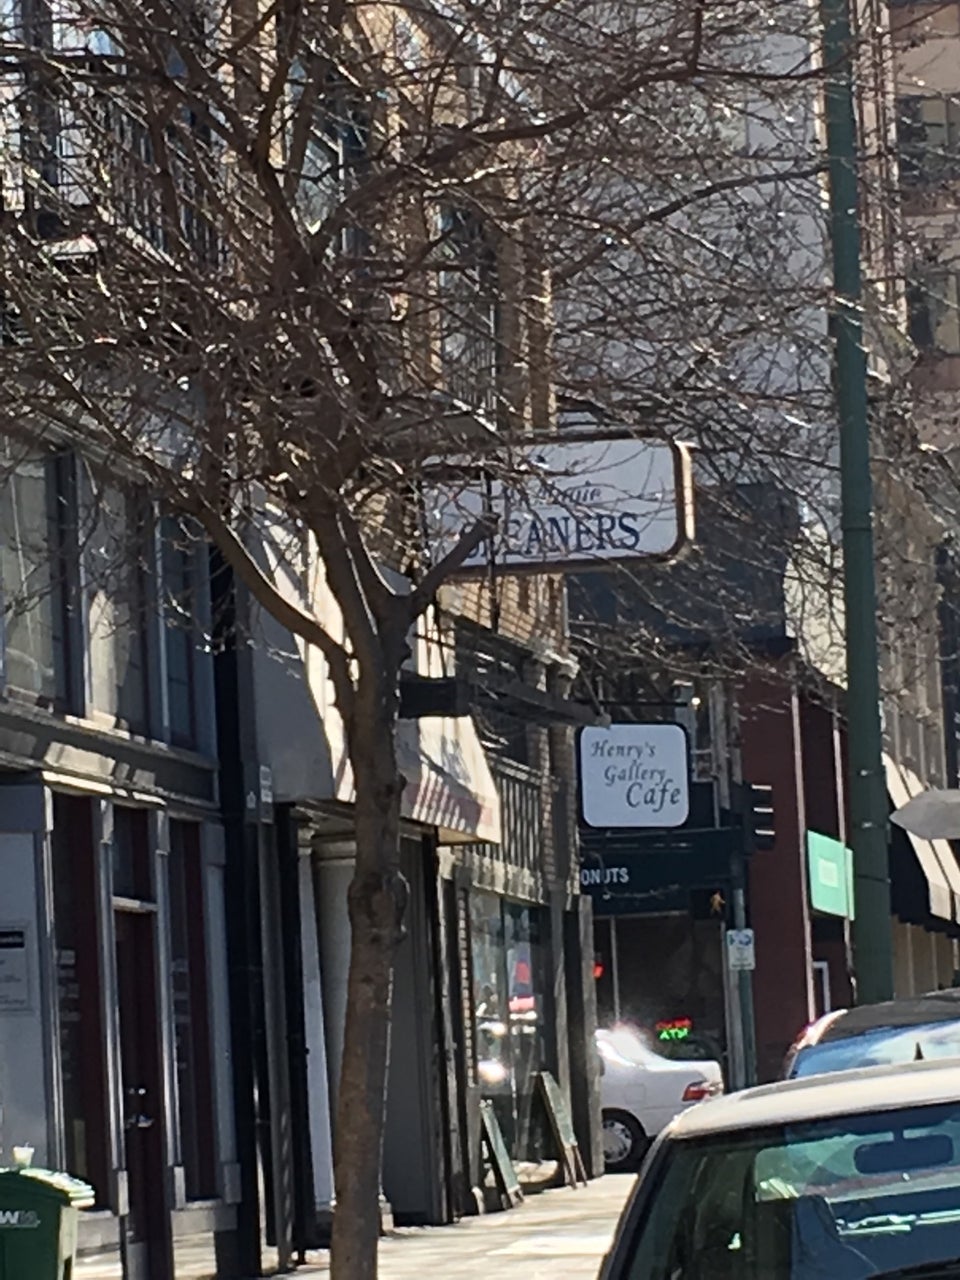 CLEANERS
Henry's
Gallery
Cafe
ONUTS
ATM